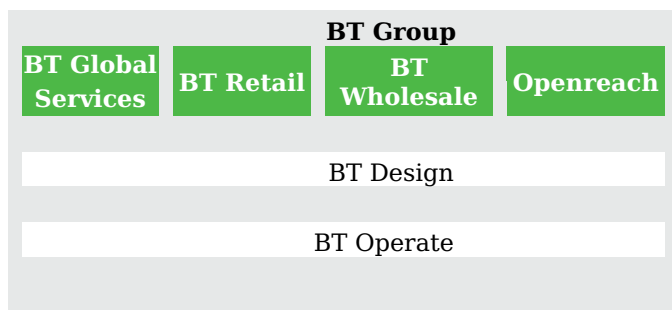 BT Group
BT Global
Services
BT Retail
BT
Wholesale
Openreach
BT Design
BT Operate